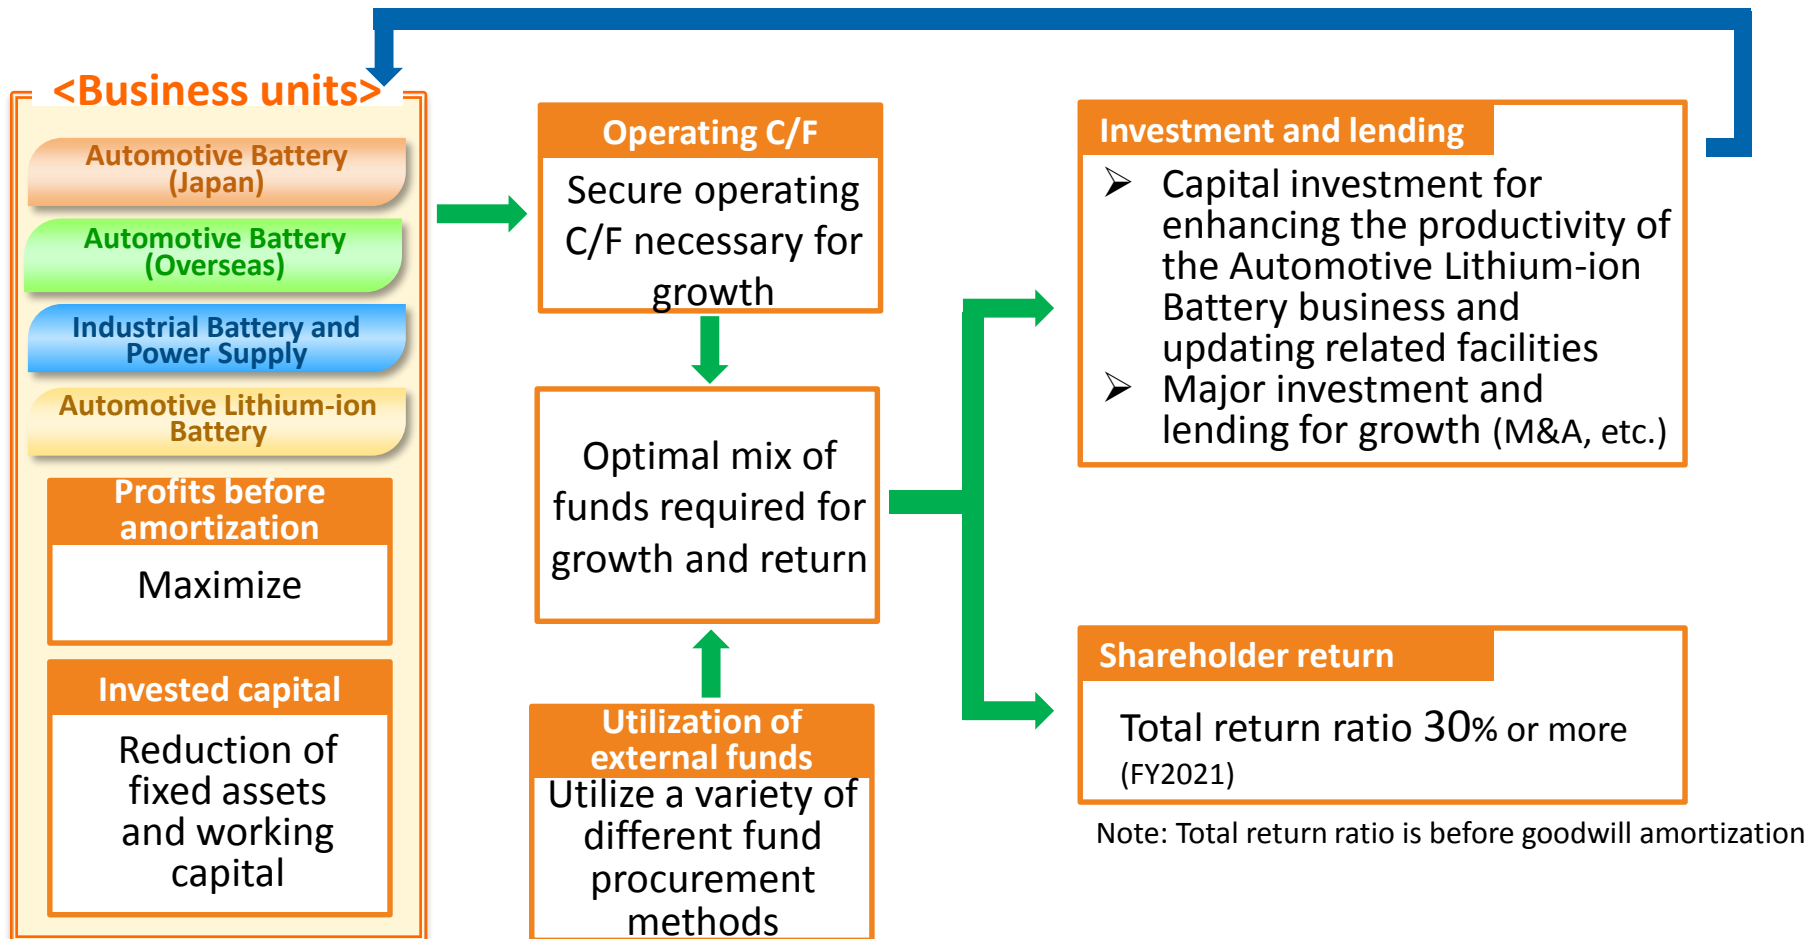 <Business units>
Automotive Battery
(Japan)
Automotive Battery
(Overseas)
Industrial Battery and
Power Supply
Automotive Lithium-ion
Battery
Profits before
amortization
Maximize
Invested capital
Reduction of
fixed assets
and working
capital
Operating C/F
Secure operating
C/F necessary for
growth
Optimal mix of
funds required for
growth and return
Utilization of
external funds
Utilize a variety of
different fund
procurement
methods
Investment and lending
➢ Capital investment for
enhancing the productivity of
the Automotive Lithium-ion
Battery business and
updating related facilities
➢ Major investment and
lending for growth (M&A, etc.)
Shareholder return
Total return ratio 30% or more
(FY2021)
Note: Total return ratio is before goodwill amortization